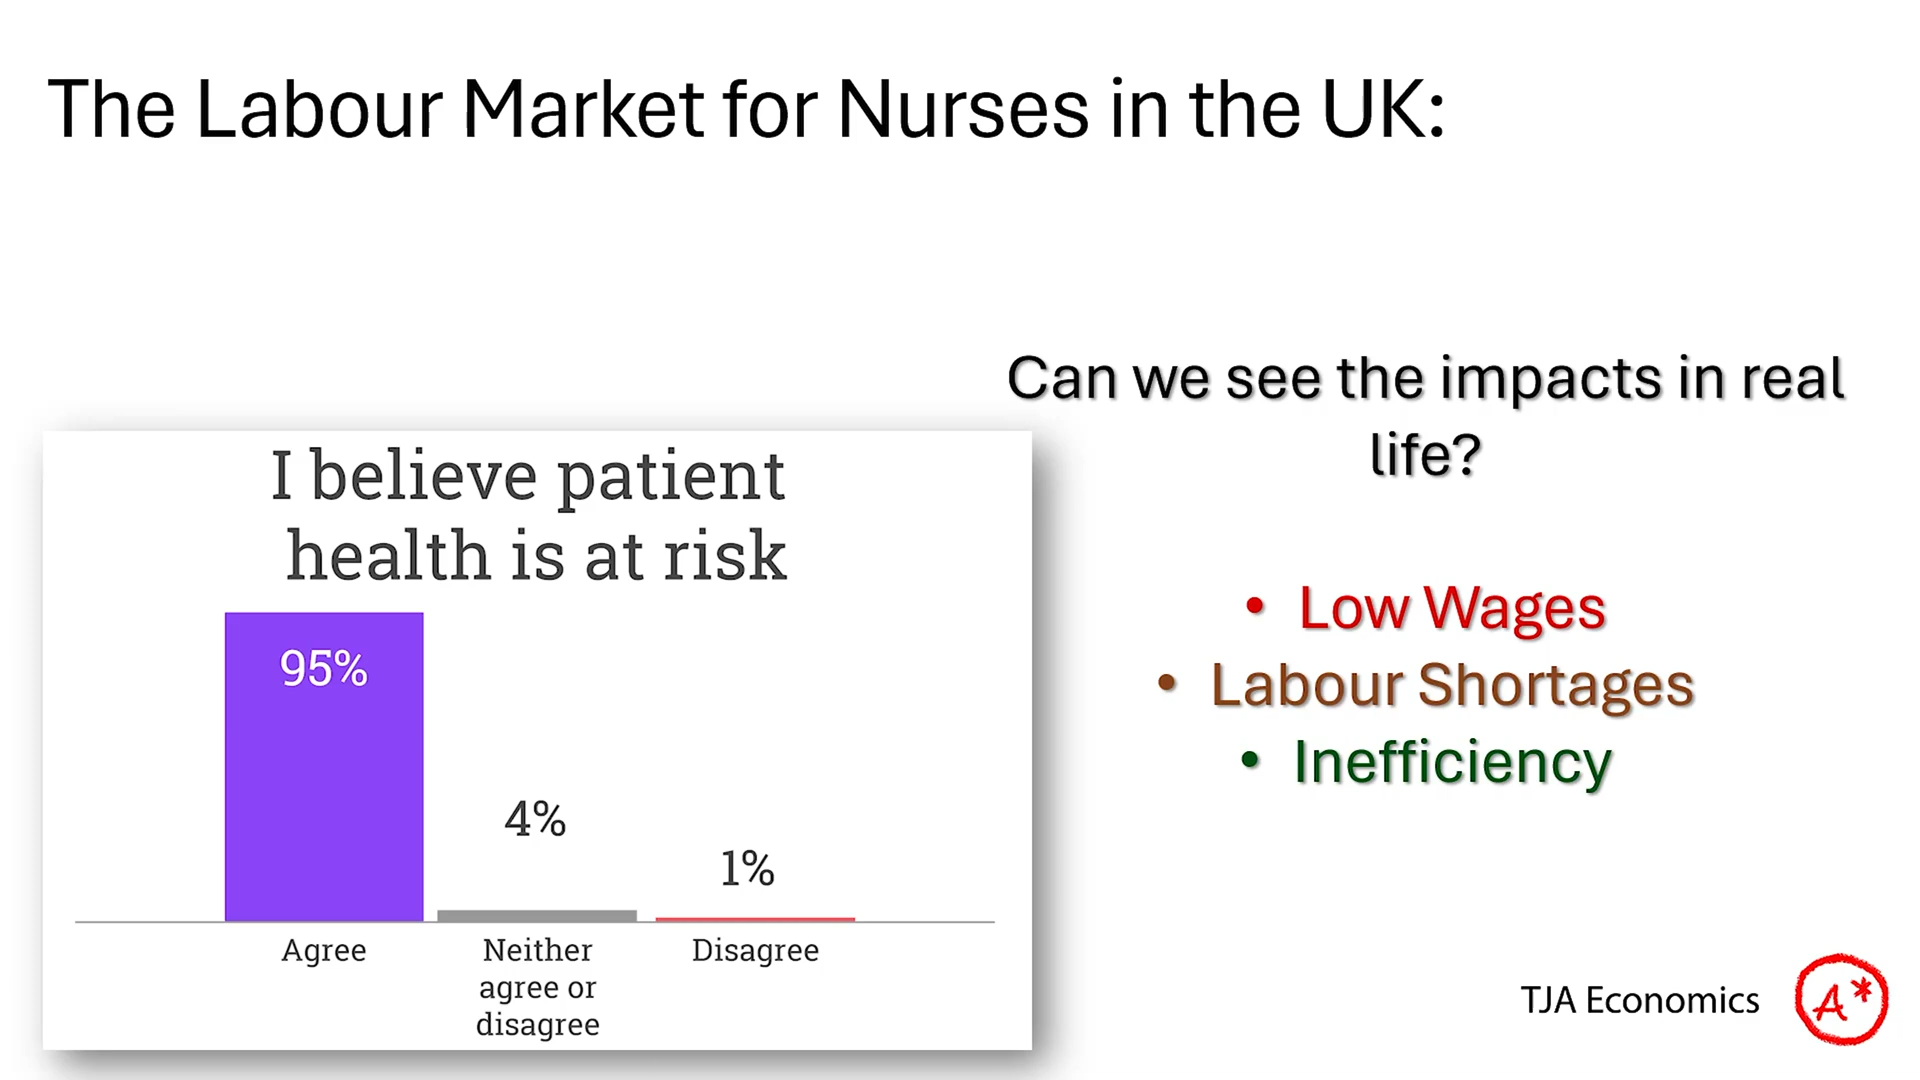 The Labour Market for Nurses in the UK:
Can we see the impacts in real
life?
• Low Wages
• Labour Shortages
• Inefficiency
I believe patient
health is at risk
95%
4%
1%
Agree
Neither
agree or
disagree
Disagree
TJA Economics
A*